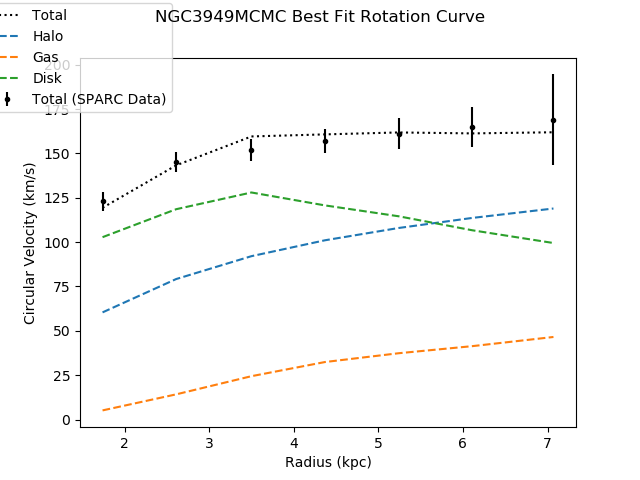 NGC3949MCMC Best Fit Rotation Curve
Total
Halo
Gas
Disk
Total (SPARC Data)
200
175
150
125
100
75
50
25
0
Circular Velocity (km/s)
2 3 4 5 6 7
Radius (kpc)